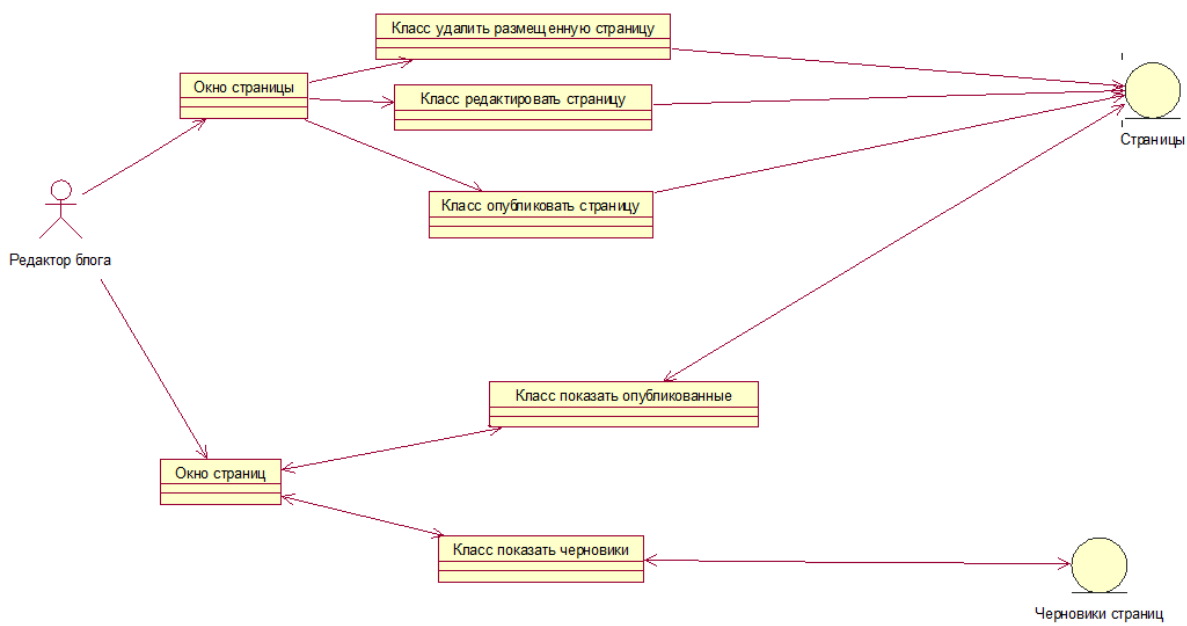 Класс удалить размещенную страницу
Окно страницы
Класс редактировать страницу
Страницы
Класс опубликовать страницу
Редактор блога
Класс показать опубликованные
Окно страниц
Класс показать черновики
Черновики страниц